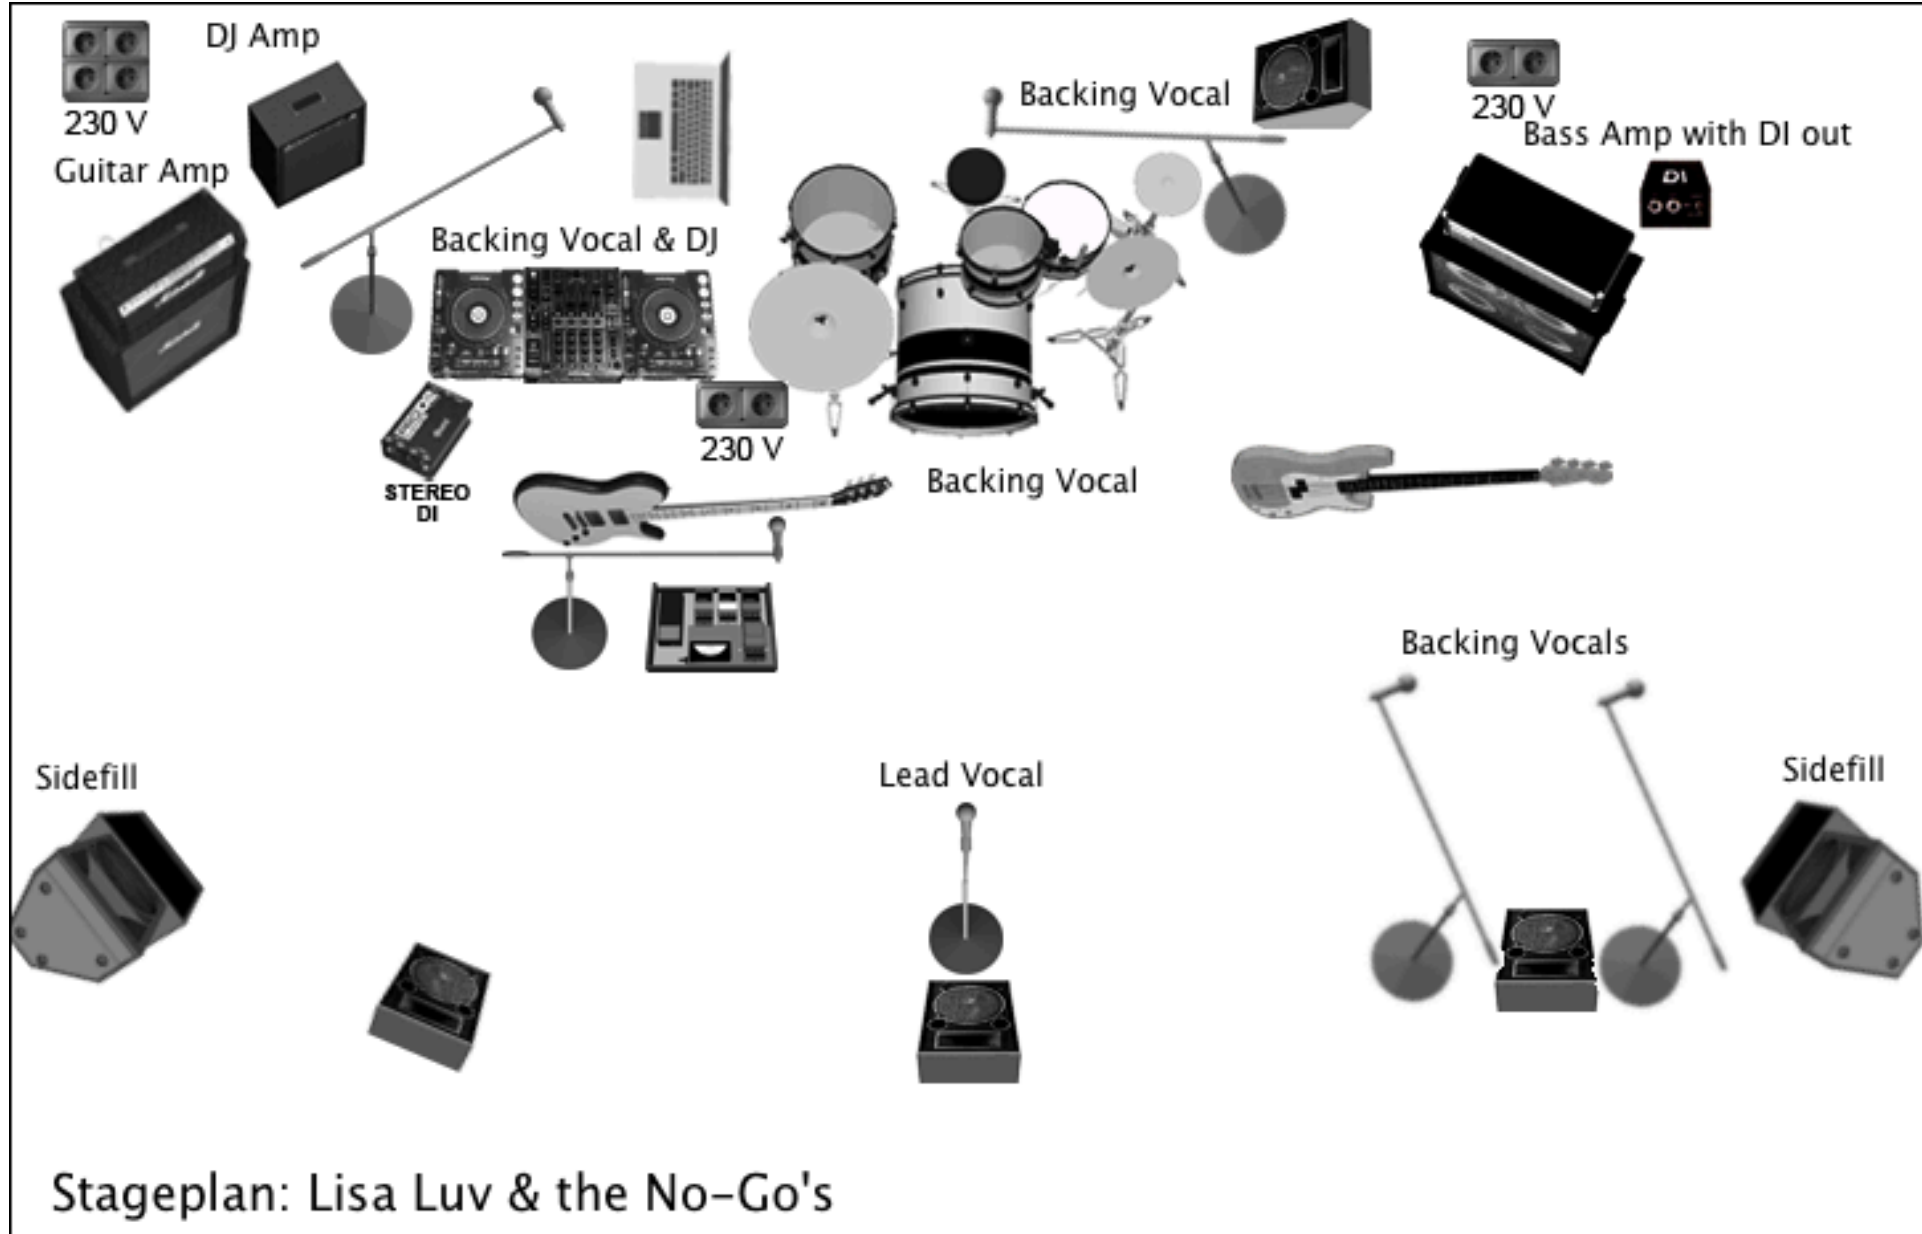 DJ Amp
230 V
Guitar Amp
Backing Vocal
230 V
Bass Amp with DI out
DI
Backing Vocal & DJ
230 V
STEREO
DI
Backing Vocal
Backing Vocals
Sidefill
Lead Vocal
Sidefill
Stageplan: Lisa Luv & the No-Go's